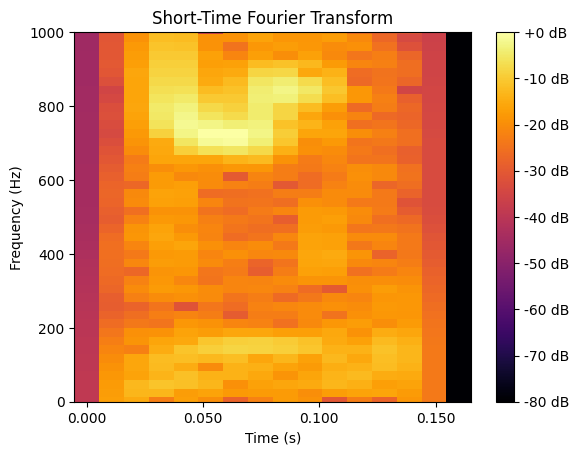 Short-Time Fourier Transform
1000
800
600
400
200
0
Frequency (Hz)
0.000
0.050
0.100
0.150
Time (s)
+0 dB
-10 dB
-20 dB
-30 dB
-40 dB
-50 dB
-60 dB
-70 dB
-80 dB